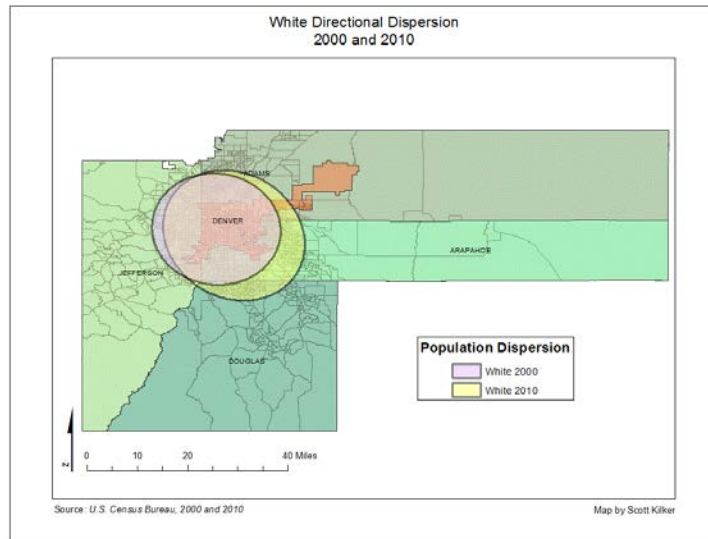 White Directional Dispersion
2000 and 2010
ADAMS
DENVER
ARAPAHOE
JEFFERSON
DOUGLAS
Population Dispersion
White 2000
White 2010
N
0 10 20 40 Miles
Source: U.S. Census Bureau, 2000 and 2010
Map by Scott Kilker